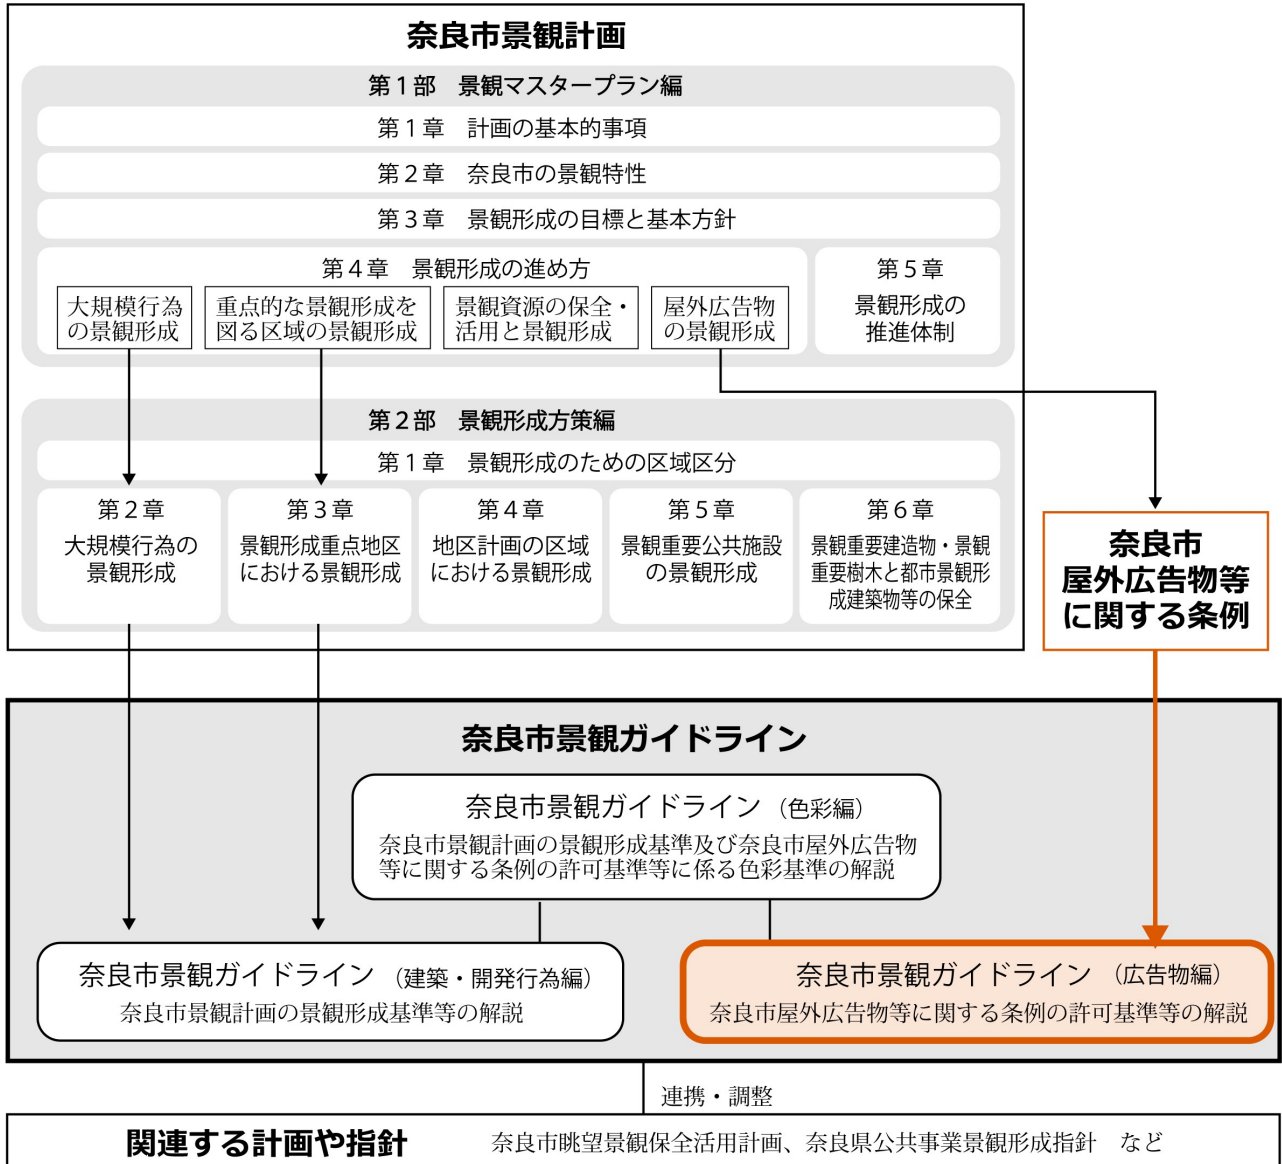 奈良市景観計画
第１部　景観マスタープラン編
第１章　計画の基本的事項
第２章　奈良市の景観特性
第３章　景観形成の目標と基本方針
第４章　景観形成の進め方
大規模行為
の景観形成
重点的な景観形成を
図る区域の景観形成
景観資源の保全・
活用と景観形成
屋外広告物
の景観形成
第５章
景観形成の
推進体制
第２部　景観形成方策編
第１章　景観形成のための区域区分
第２章
大規模行為の
景観形成
第３章
景観形成重点地区
における景観形成
第４章
地区計画の区域
における景観形成
第５章
景観重要公共施設
の景観形成
第６章
景観重要建造物・景観
重要樹木と都市景観形
成建築物等の保全
奈良市
屋外広告物等
に関する条例
奈良市景観ガイドライン
奈良市景観ガイドライン（色彩編）
奈良市景観計画の景観形成基準及び奈良市屋外広告物
等に関する条例の許可基準等に係る色彩基準の解説
奈良市景観ガイドライン（建築・開発行為編）
奈良市景観計画の景観形成基準等の解説
奈良市景観ガイドライン（広告物編）
奈良市屋外広告物等に関する条例の許可基準等の解説
連携・調整
関連する計画や指針　奈良市眺望景観保全活用計画、奈良県公共事業景観形成指針　など